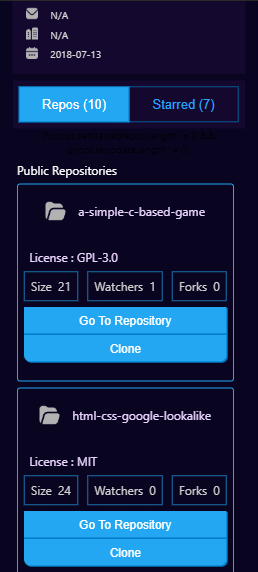 N/A
N/A
2018-07-13
Repos (10) Starred (7)
Public Repositories
a-simple-c-based-game
License : GPL-3.0
Size 21 Watchers 1 Forks 0
Go To Repository
Clone
html-css-google-lookalike
License : MIT
Size 24 Watchers 0 Forks 0
Go To Repository
Clone